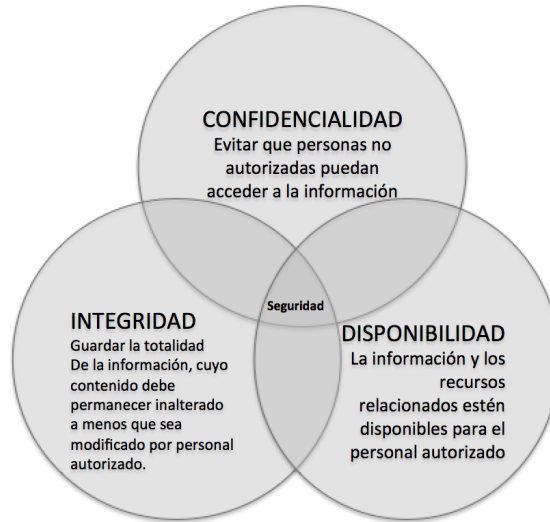 CONFIDENCIALIDAD
Evitar que personas no
autorizadas puedan
acceder a la información
Seguridad
INTEGRIDAD
Guardar la totalidad
De la información, cuyo
contenido debe
permanecer inalterado
a menos que sea
modificado por personal
autorizado.
DISPONIBILIDAD
La información y los
recursos
relacionados estén
disponibles para el
personal autorizado